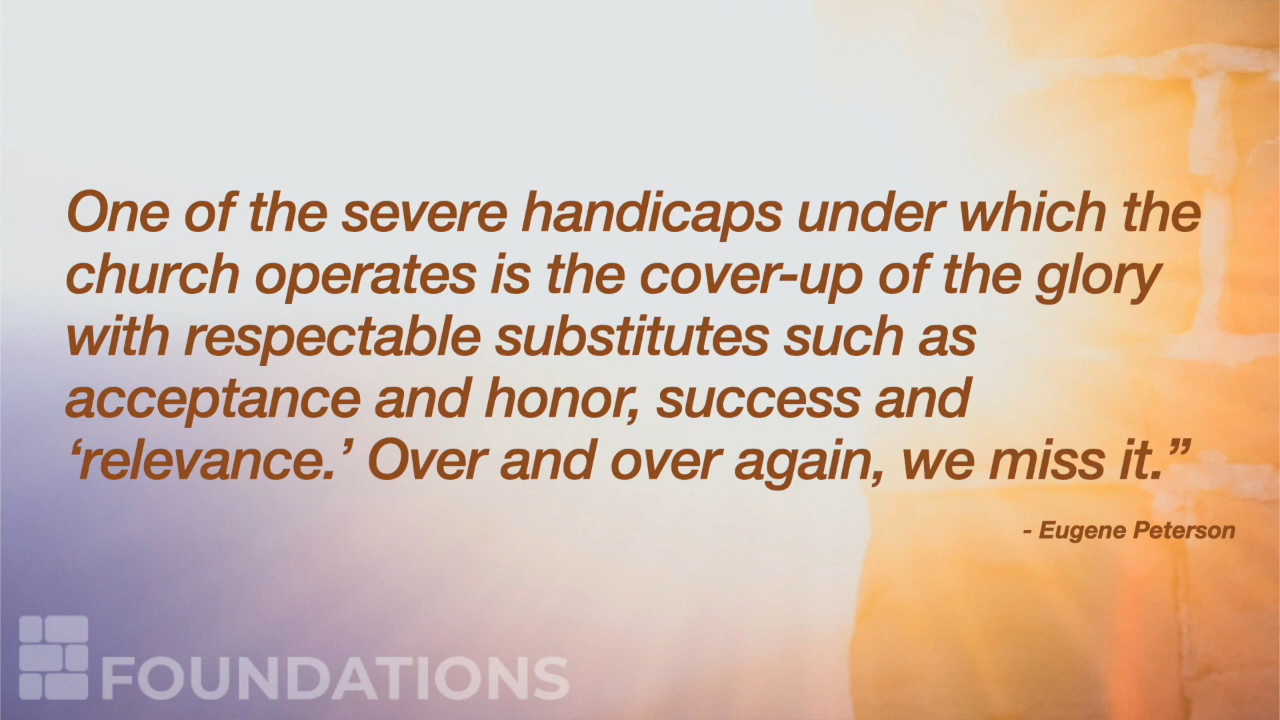 One of the severe handicaps under which the
church operates is the cover-up of the glory
with respectable substitutes such as
acceptance and honor, success and
‘relevance.’ Over and over again, we miss it.”
- Eugene Peterson
FOUNDATIONS